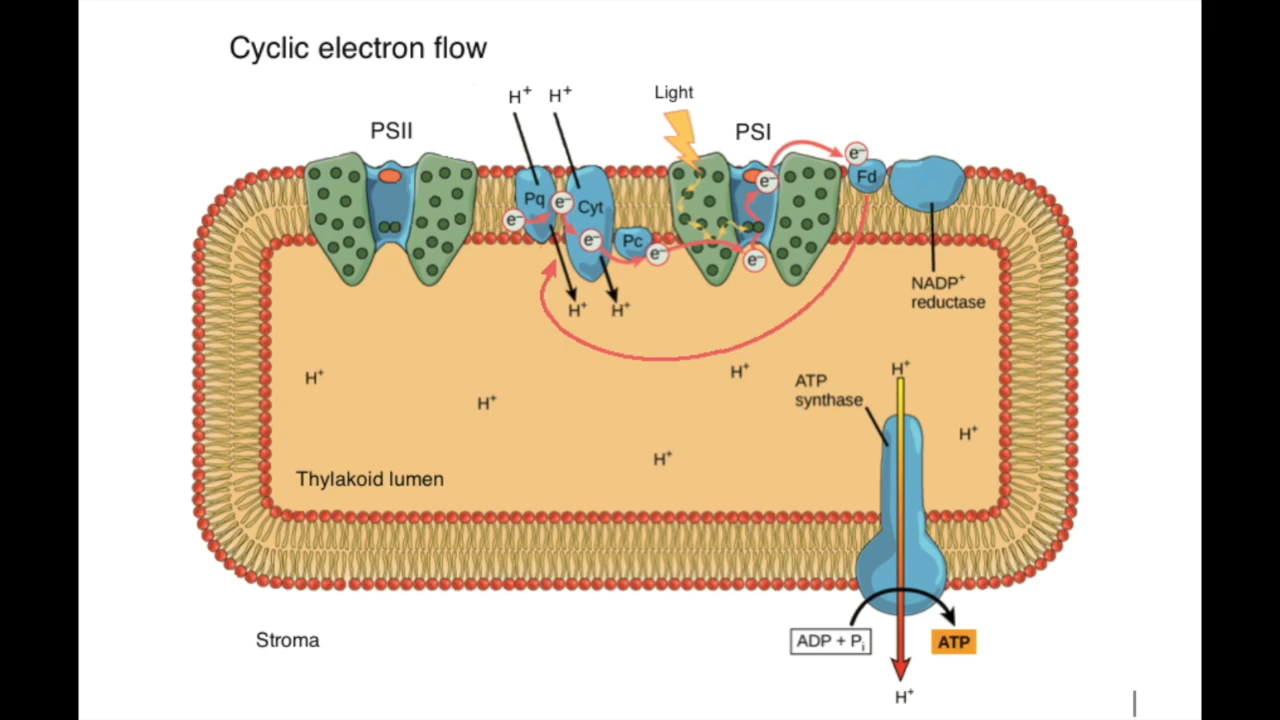 Cyclic electron flow
H⁺ H⁺
Light
PSII
PSI
e⁻
Fd
e⁻
Pq
e⁻
Cyt
e⁻
e⁻
Pc
e⁻
e⁻
NADP⁺
reductase
H⁺ H⁺
H⁺
H⁺
H⁺
H⁺
ATP
synthase
H⁺
H⁺
Thylakoid lumen
Stroma
ADP + Pᵢ
ATP
H⁺